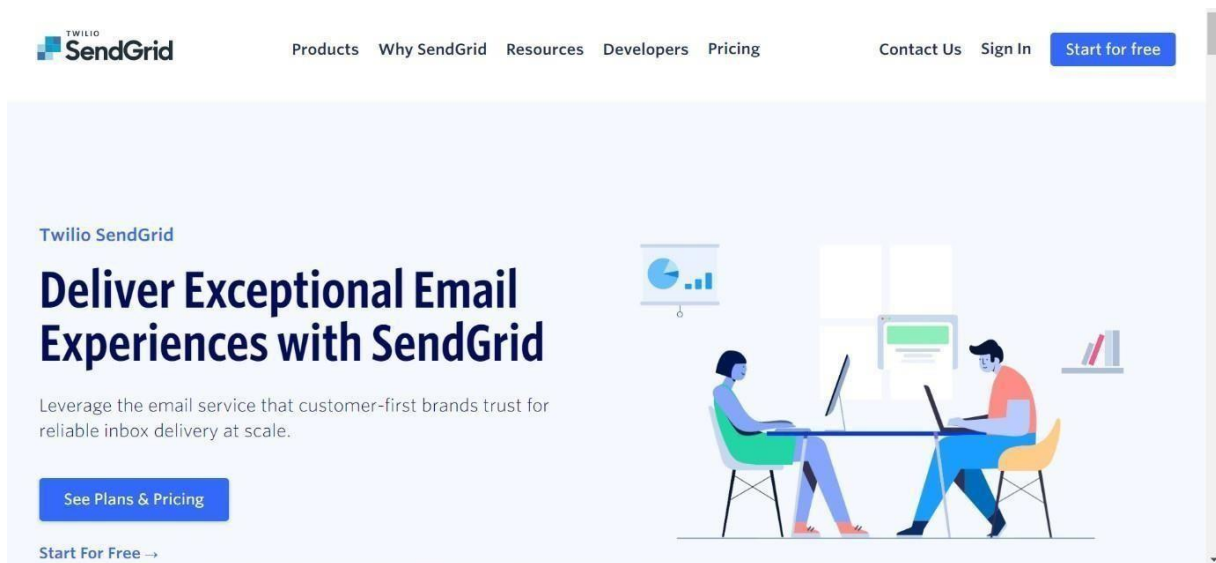 TWILIO
SendGrid
Products Why SendGrid Resources Developers Pricing Contact Us Sign In Start for free
Twilio SendGrid
Deliver Exceptional Email
Experiences with SendGrid
Leverage the email service that customer-first brands trust for
reliable inbox delivery at scale.
See Plans & Pricing
Start For Free →